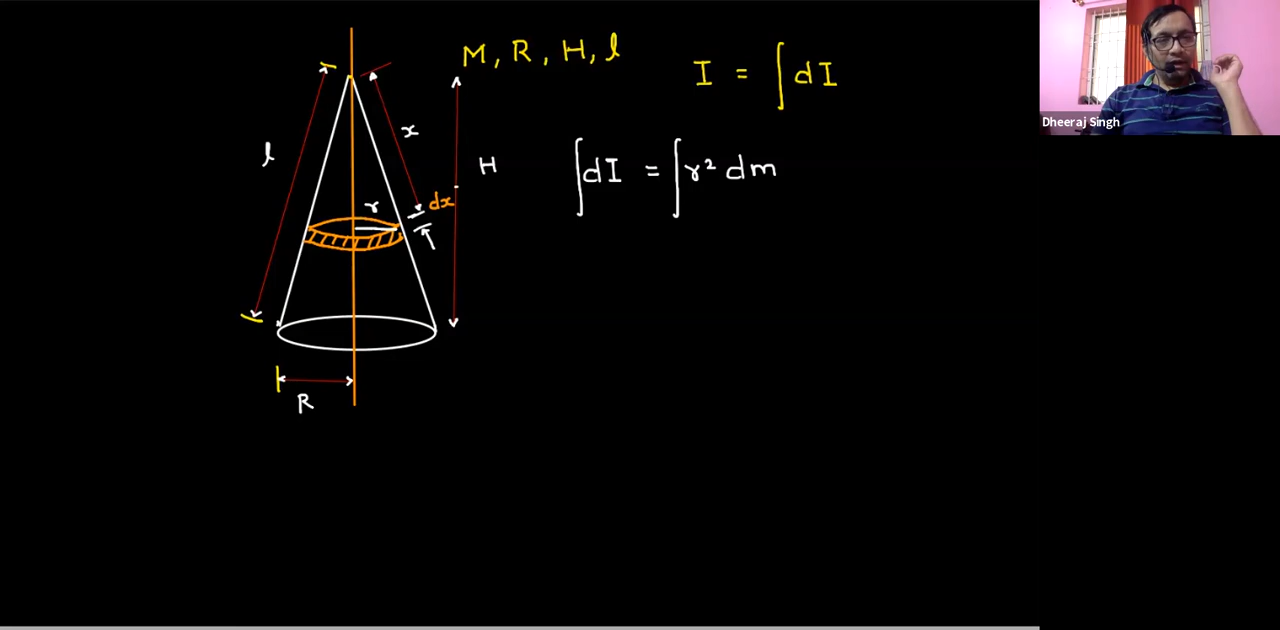 M, R, H, l
I = ∫ dI
∫ dI = ∫ r² dm
l
x
H
r
dx
R
Dheeraj Singh